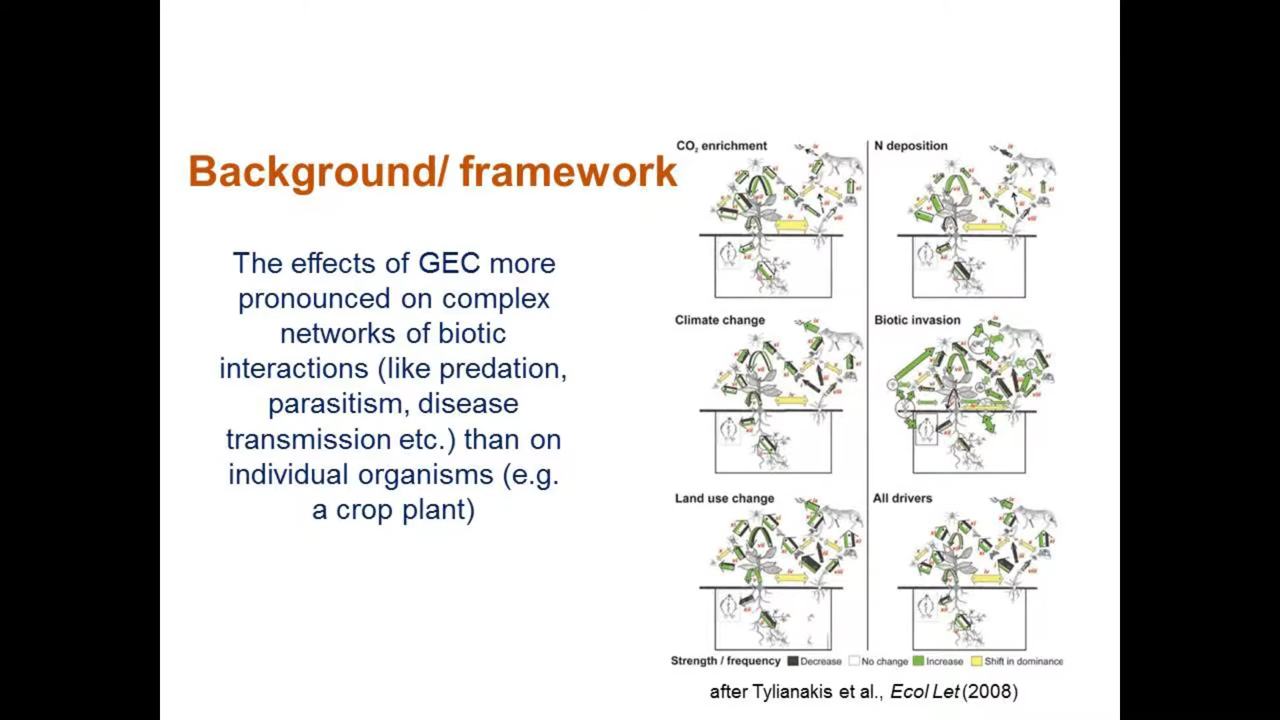 Background/ framework
The effects of GEC more
pronounced on complex
networks of biotic
interactions (like predation,
parasitism, disease
transmission etc.) than on
individual organisms (e.g.
a crop plant)
CO2 enrichment
N deposition
Climate change
Biotic invasion
Land use change
All drivers
Strength / frequency Decrease No change Increase Shift in dominance
after Tylianakis et al., Ecol Let (2008)